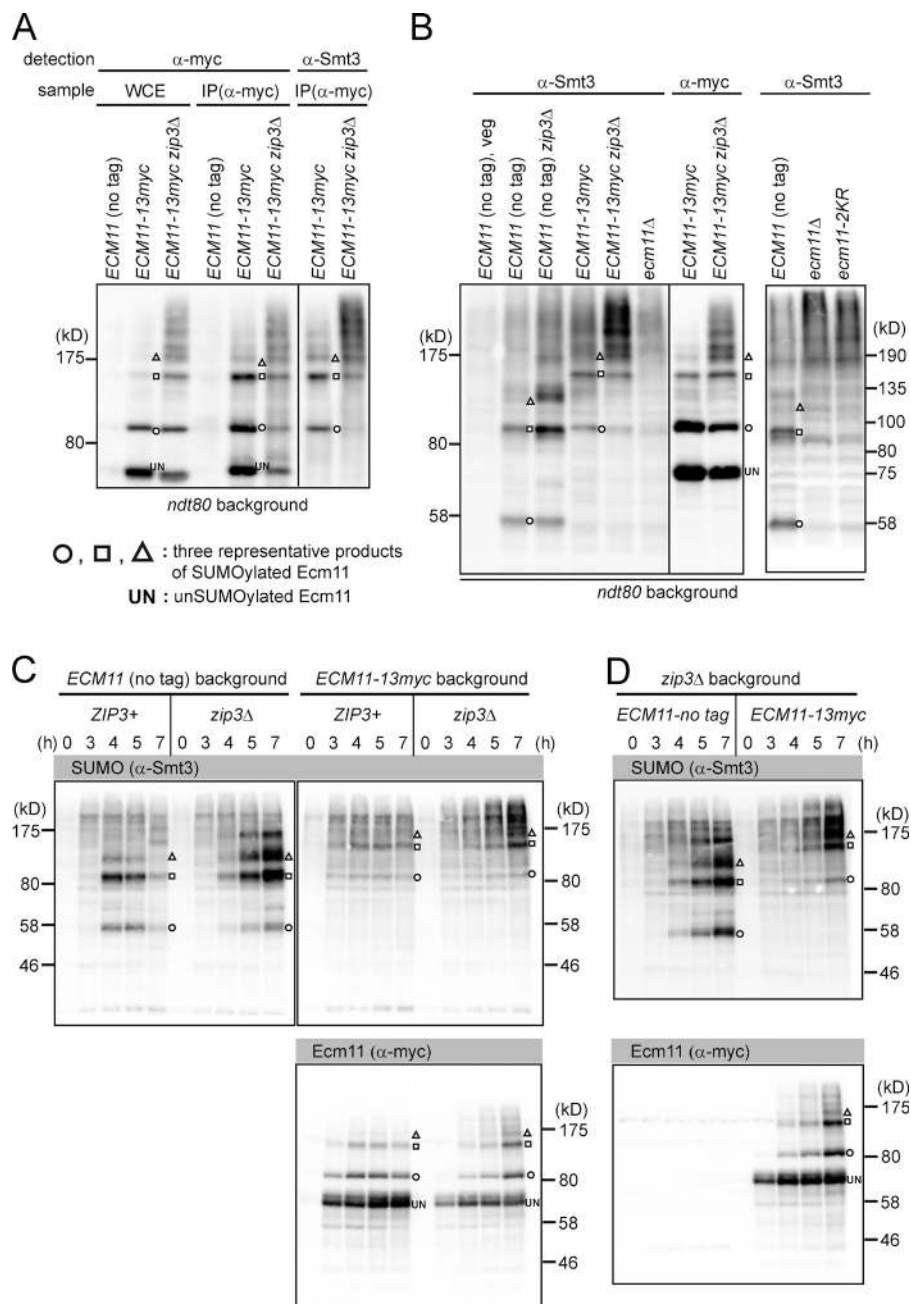 A
detection α-myc α-Smt3
sample WCE IP(α-myc) IP(α-myc)
ECM11 (no tag)
ECM11-13myc
ECM11-13myc zip3Δ
ECM11 (no tag)
ECM11-13myc
ECM11-13myc zip3Δ
ECM11-13myc
ECM11-13myc zip3Δ
(kD)
175
80
UN UN
ndt80 background
○, □, △ : three representative products
of SUMOylated Ecm11
UN : unSUMOylated Ecm11
B
α-Smt3 α-myc α-Smt3
ECM11 (no tag), veg
ECM11 (no tag)
ECM11 (no tag) zip3Δ
ECM11-13myc
ECM11-13myc zip3Δ
ecm11Δ
ECM11-13myc
ECM11-13myc zip3Δ
ECM11 (no tag)
ecm11Δ
ecm11-2KR
(kD) (kD)
175 190
135
100
80 80
75
UN
58 58
ndt80 background
C
ECM11 (no tag) background ECM11-13myc background
ZIP3+ zip3Δ ZIP3+ zip3Δ
(h) 0 3 4 5 7 0 3 4 5 7 0 3 4 5 7 0 3 4 5 7 (h)
SUMO (α-Smt3)
(kD) (kD)
175 175
80 80
58 58
46 46
Ecm11 (α-myc)
(kD)
175
80
UN UN
58
46
D
zip3Δ background
ECM11-no tag ECM11-13myc
0 3 4 5 7 0 3 4 5 7 (h)
SUMO (α-Smt3)
(kD)
175
80
58
46
Ecm11 (α-myc)
(kD)
175
80
UN
58
46